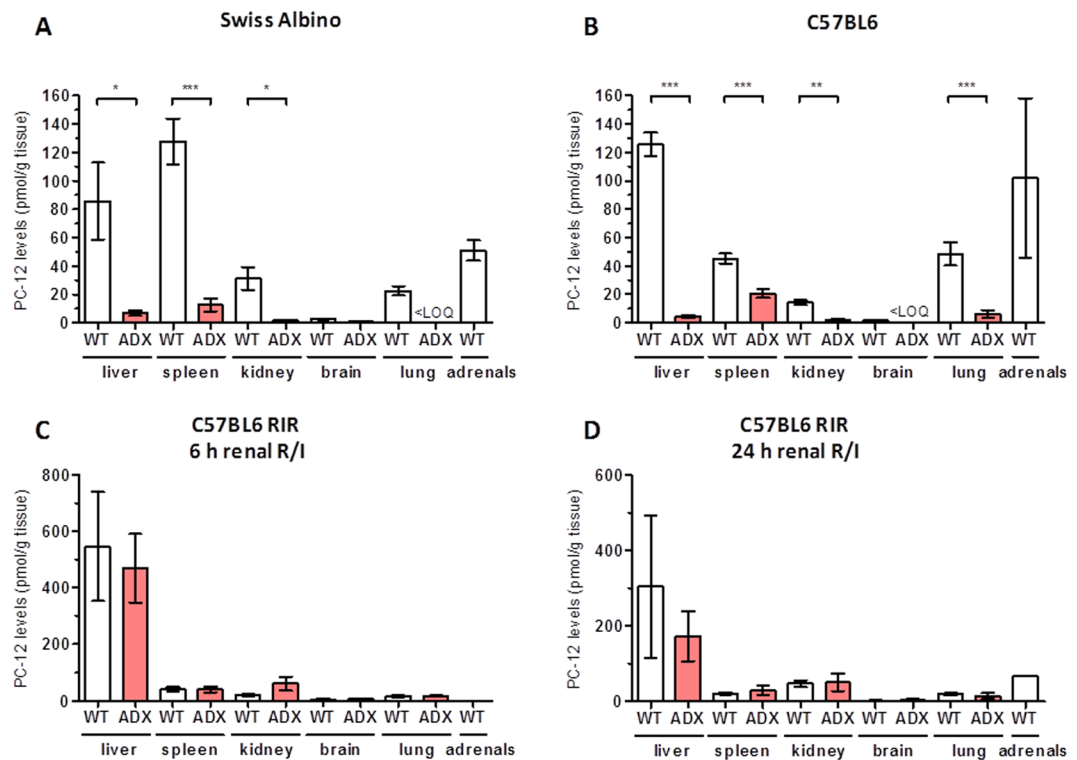 A
Swiss Albino
* *** *
PC-12 levels (pmol/g tissue)
160
140
120
100
80
60
40
20
0
<LOQ
WT ADX WT ADX WT ADX WT ADX WT ADX WT
liver spleen kidney brain lung adrenals
B
C57BL6
*** *** ** ***
PC-12 levels (pmol/g tissue)
160
140
120
100
80
60
40
20
0
<LOQ
WT ADX WT ADX WT ADX WT ADX WT ADX WT
liver spleen kidney brain lung adrenals
C
C57BL6 RIR
6 h renal R/I
PC-12 levels (pmol/g tissue)
800
600
400
200
0
WT ADX WT ADX WT ADX WT ADX WT ADX WT
liver spleen kidney brain lung adrenals
D
C57BL6 RIR
24 h renal R/I
PC-12 levels (pmol/g tissue)
600
400
200
0
WT ADX WT ADX WT ADX WT ADX WT ADX WT
liver spleen kidney brain lung adrenals